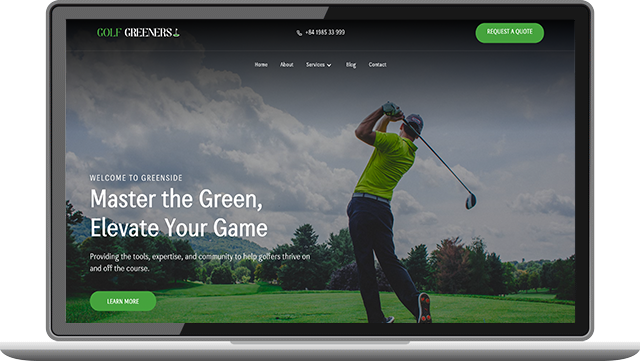 GOLF GREENERS
+84 1985 33 999
REQUEST A QUOTE
Home About Services Blog Contact
WELCOME TO GREENSIDE
Master the Green,
Elevate Your Game
Providing the tools, expertise, and community to help golfers thrive on
and off the course.
LEARN MORE